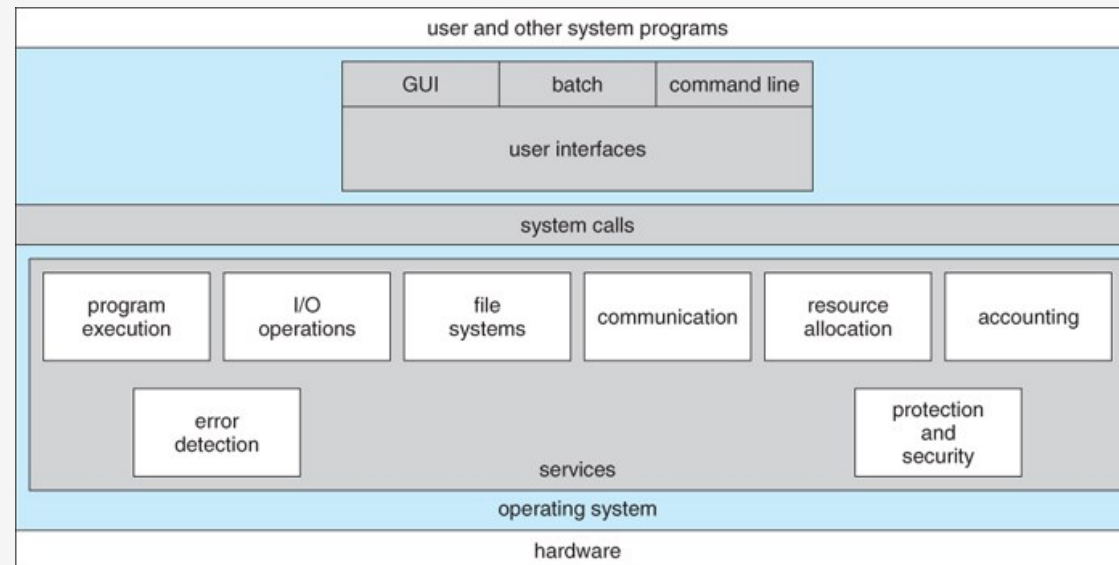 user and other system programs
GUI
batch
command line
user interfaces
system calls
program
execution
I/O
operations
file
systems
communication
resource
allocation
accounting
error
detection
protection
and
security
services
operating system
hardware